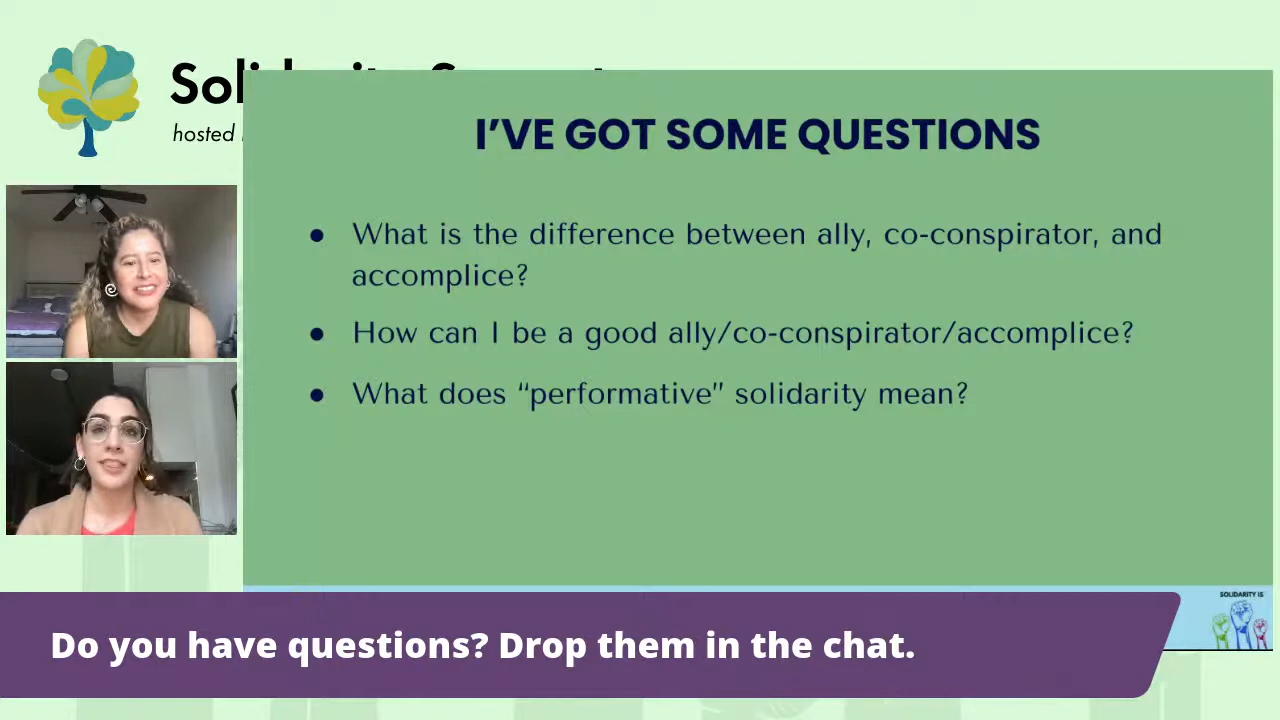 Sol
hosted
I'VE GOT SOME QUESTIONS
● What is the difference between ally, co-conspirator, and
accomplice?
● How can I be a good ally/co-conspirator/accomplice?
● What does “performative” solidarity mean?
SOLIDARITY IS
Do you have questions? Drop them in the chat.